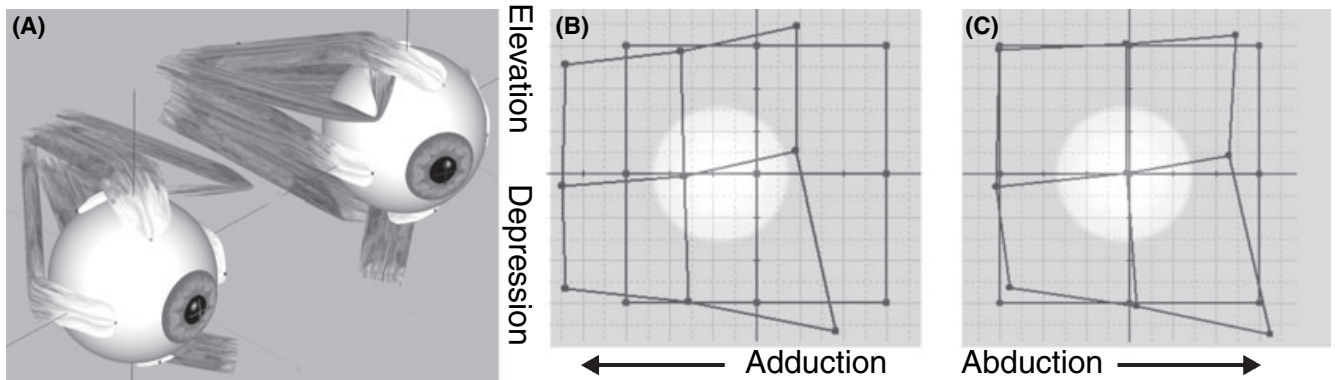 (A)
Elevation
Depression
(B)
Adduction
(C)
Abduction